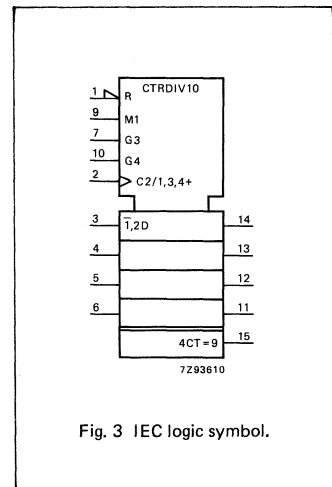 CTRDIV10
1 R
9 M1
7 G3
10 G4
2 C2/1,3,4+
3 1̅,2D 14
4 13
5 12
6 11
4CT=9 15
7Z93610
Fig. 3 IEC logic symbol.